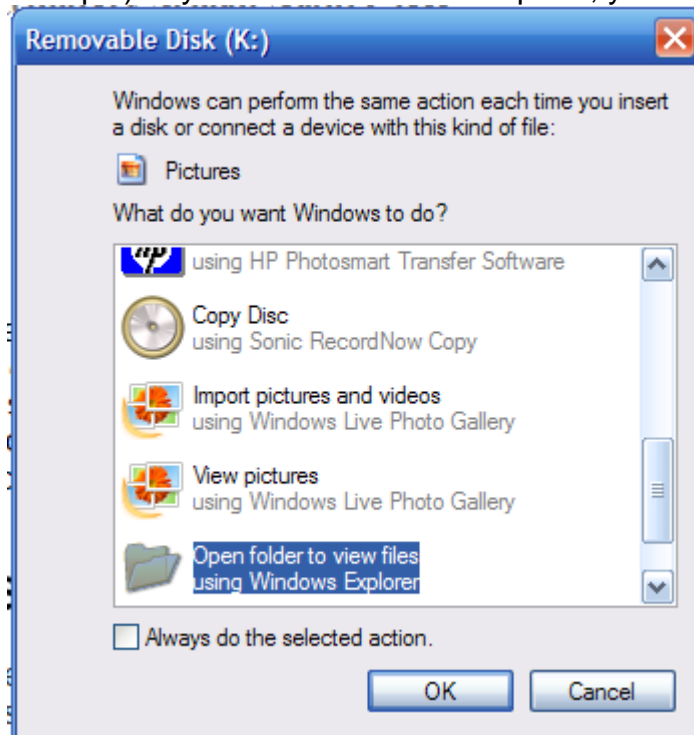 Removable Disk (K:)
Windows can perform the same action each time you insert
a disk or connect a device with this kind of file:
Pictures
What do you want Windows to do?
hp
using HP Photosmart Transfer Software
Copy Disc
using Sonic RecordNow Copy
Import pictures and videos
using Windows Live Photo Gallery
View pictures
using Windows Live Photo Gallery
Open folder to view files
using Windows Explorer
Always do the selected action.
OK
Cancel